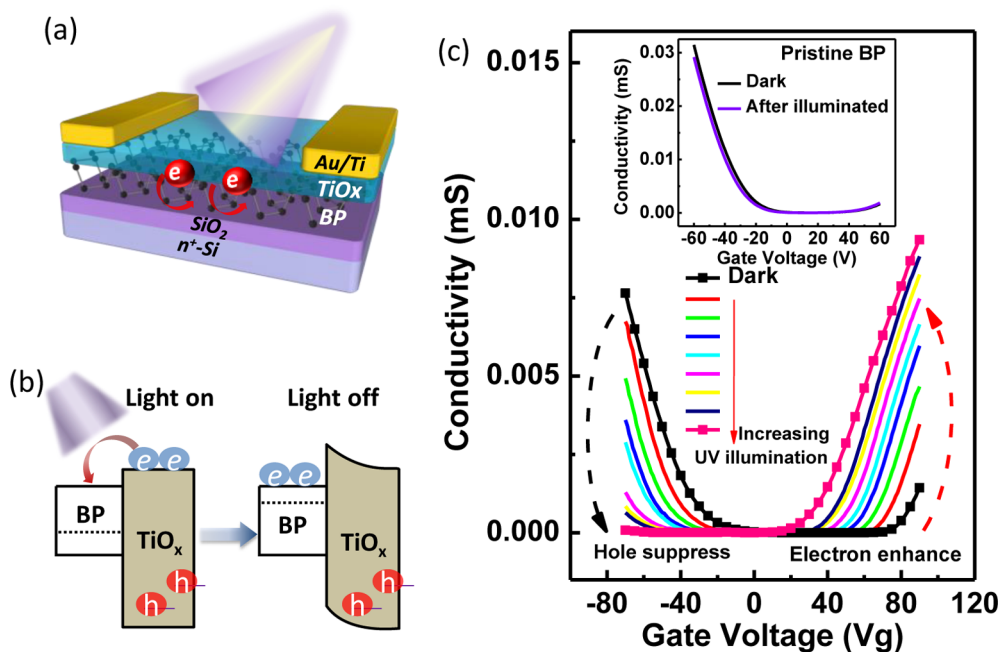 (a)
Au/Ti
TiOx
BP
SiO2
n+-Si
e
e
(b)
Light on
Light off
e e
e e
BP
BP
TiOx
TiOx
h
h
h
h
(c)
0.015
0.010
0.005
0.000
Conductivity (mS)
-80
-40
0
40
80
120
Gate Voltage (Vg)
Pristine BP
Dark
After illuminated
0.03
0.02
0.01
0.00
Conductivity (mS)
-60 -40 -20 0 20 40 60
Gate Voltage (V)
Dark
Increasing
UV illumination
Hole suppress
Electron enhance